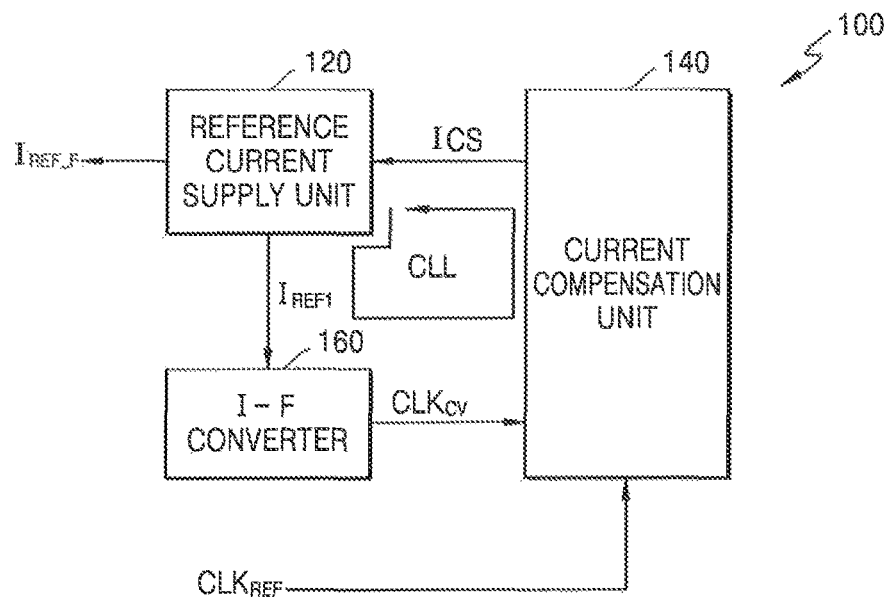 100
120
140
REFERENCE
CURRENT
SUPPLY UNIT
IREF_F
ICS
CLL
CURRENT
COMPENSATION
UNIT
IREF1
160
I-F
CONVERTER
CLKCV
CLKREF